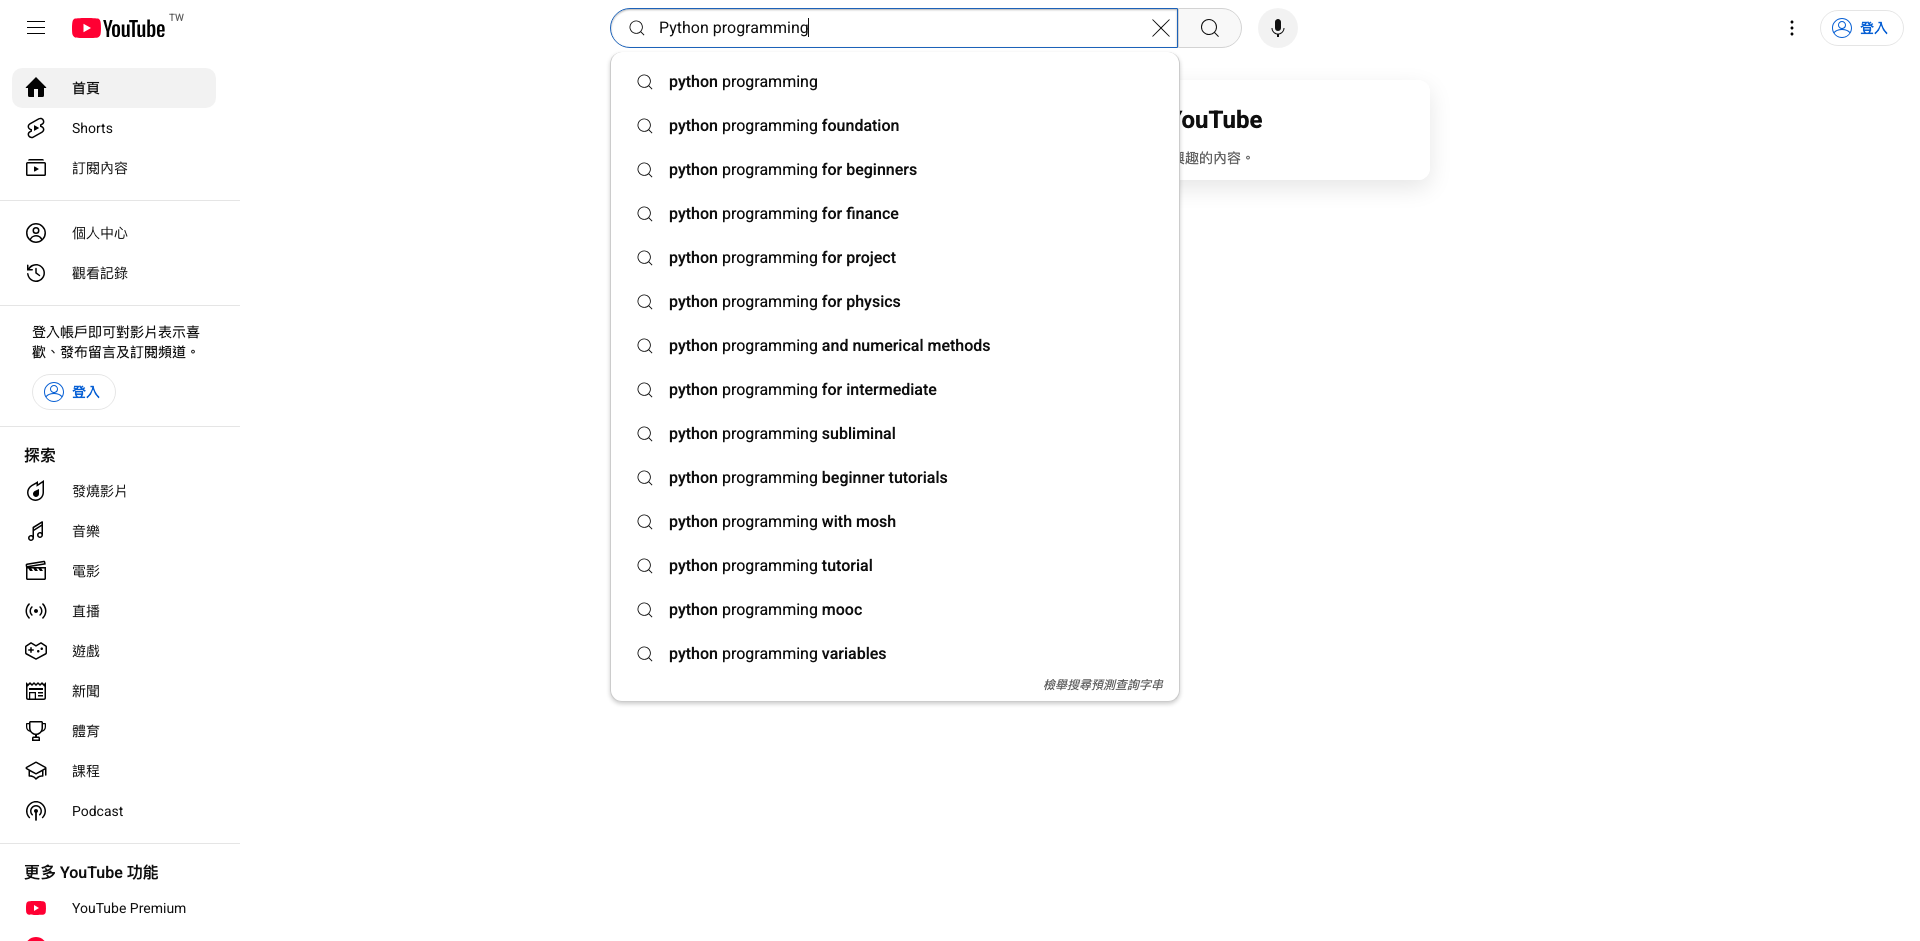 YouTube TW
Python programming
登入
首頁
Shorts
訂閱內容
個人中心
觀看記錄
登入帳戶即可對影片表示喜
歡、發布留言及訂閱頻道。
登入
探索
發燒影片
音樂
電影
直播
遊戲
新聞
體育
課程
Podcast
更多 YouTube 功能
YouTube Premium
python programming
python programming foundation
python programming for beginners
python programming for finance
python programming for project
python programming for physics
python programming and numerical methods
python programming for intermediate
python programming subliminal
python programming beginner tutorials
python programming with mosh
python programming tutorial
python programming mooc
python programming variables
檢舉搜尋預測查詢字串
YouTube
趣的內容。